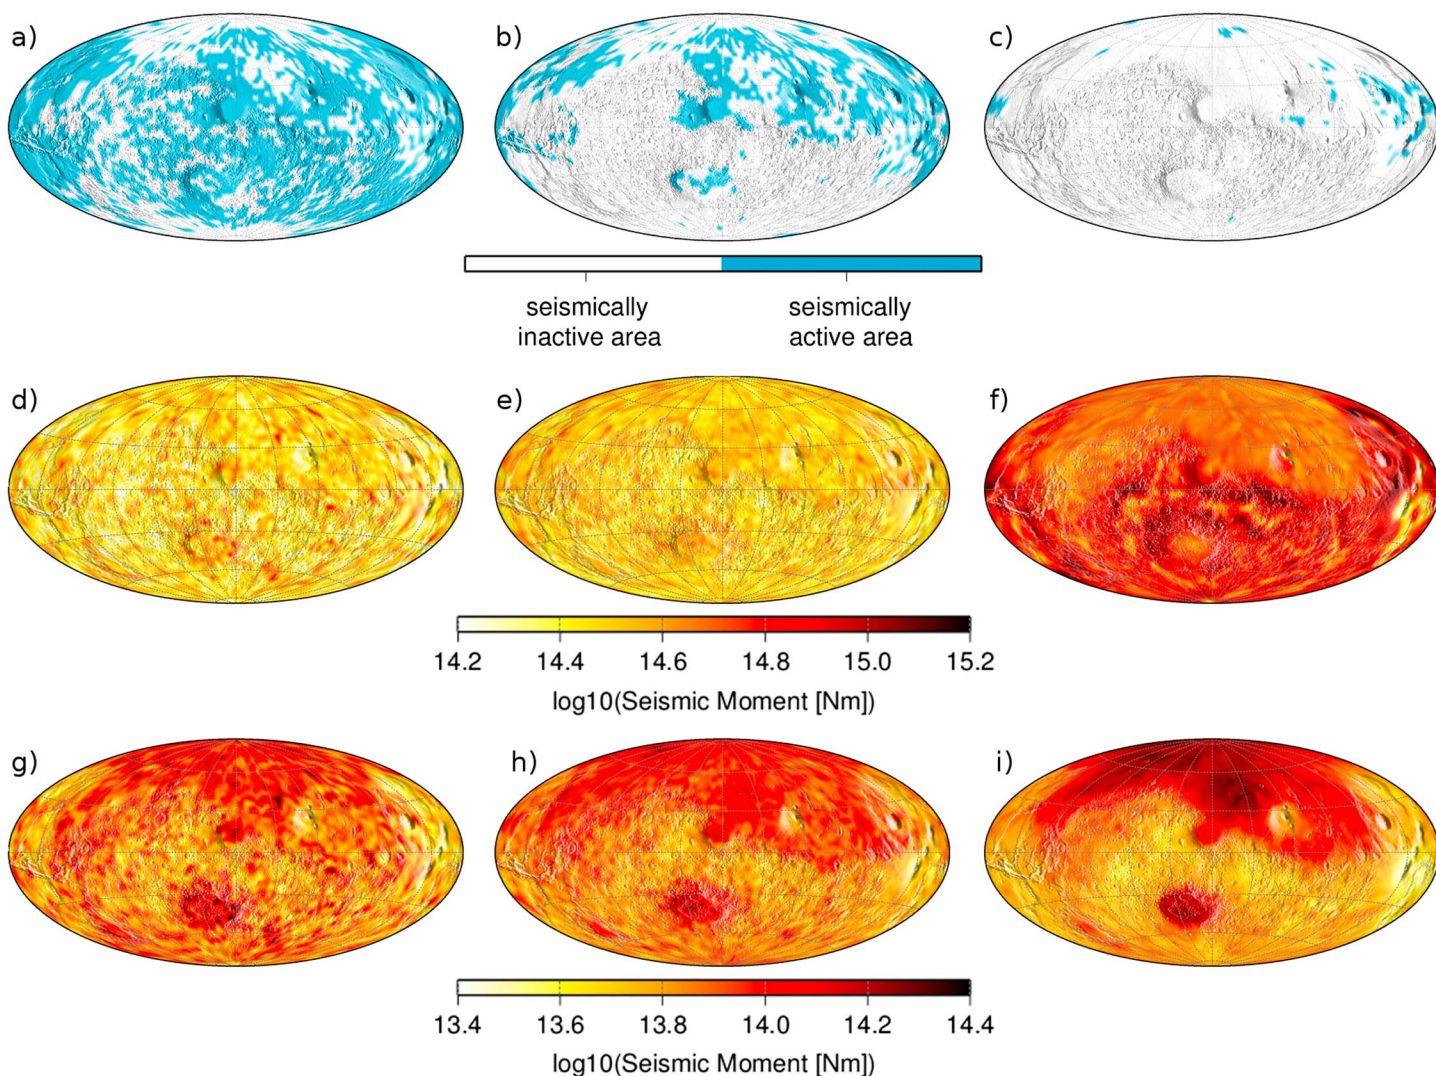 a)
b)
c)
seismically inactive area
seismically active area
d)
e)
f)
14.2 14.4 14.6 14.8 15.0 15.2
log10(Seismic Moment [Nm])
g)
h)
i)
13.4 13.6 13.8 14.0 14.2 14.4
log10(Seismic Moment [Nm])